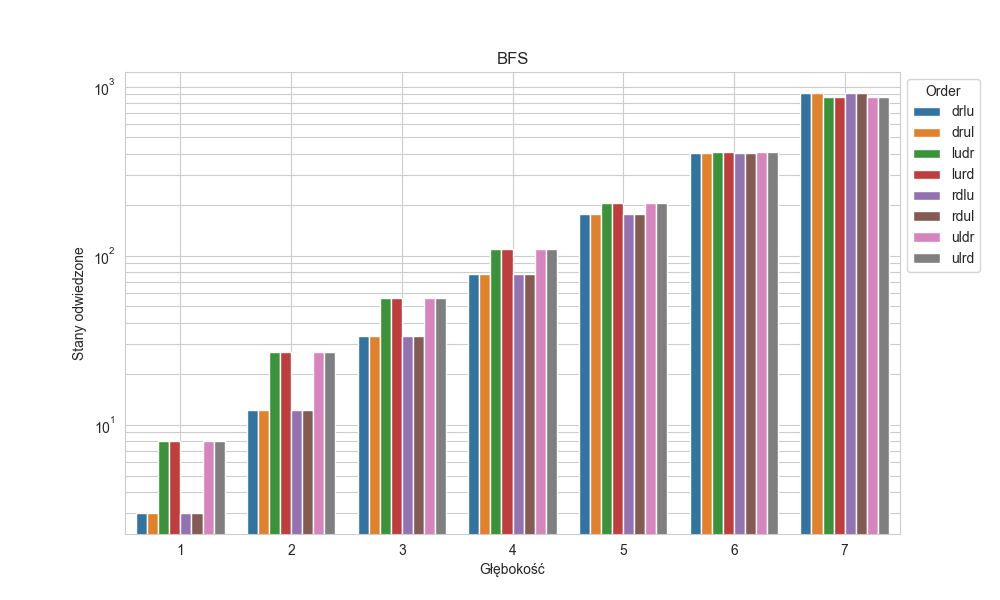 BFS
Stany odwiedzone
10^3
10^2
10^1
1 2 3 4 5 6 7
Głębokość
Order
drlu
drul
ludr
lurd
rdlu
rdul
uldr
ulrd